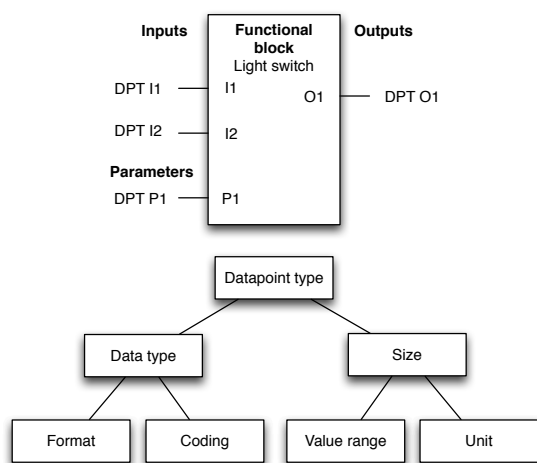 Inputs
Functional
block
Light switch
Outputs
DPT I1
I1
O1
DPT O1
DPT I2
I2
Parameters
DPT P1
P1
Datapoint type
Data type
Size
Format
Coding
Value range
Unit